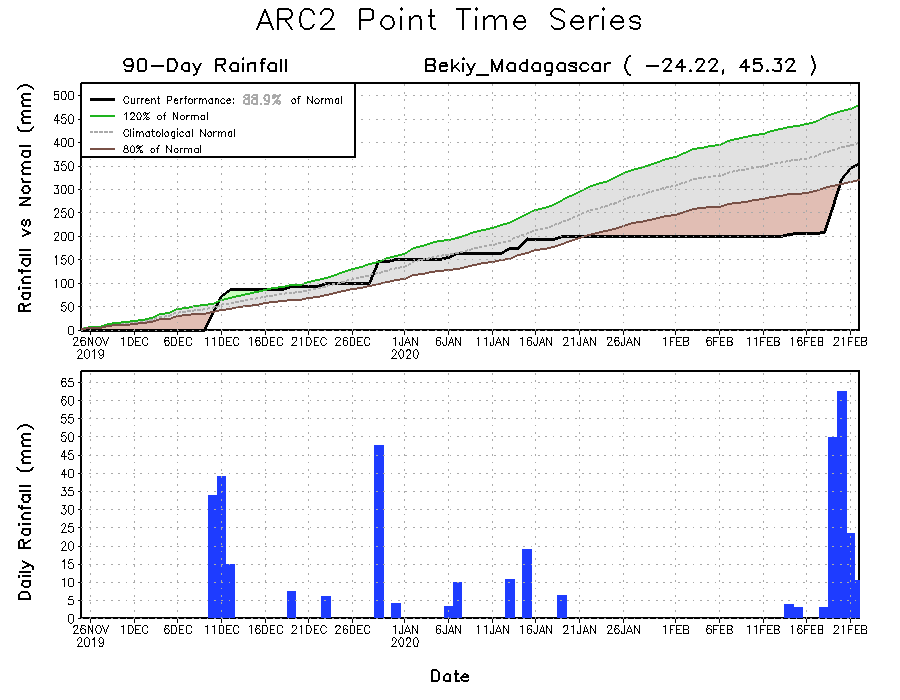 ARC2 Point Time Series
90-Day Rainfall
Bekiy_Madagascar ( -24.22, 45.32 )
Rainfall vs Normal (mm)
500
450
400
350
300
250
200
150
100
50
0
Current Performance: 88.9% of Normal
120% of Normal
Climatological Normal
80% of Normal
26NOV 1DEC 6DEC 11DEC 16DEC 21DEC 26DEC 1JAN 6JAN 11JAN 16JAN 21JAN 26JAN 1FEB 6FEB 11FEB 16FEB 21FEB
2019 2020
Daily Rainfall (mm)
65
60
55
50
45
40
35
30
25
20
15
10
5
0
26NOV 1DEC 6DEC 11DEC 16DEC 21DEC 26DEC 1JAN 6JAN 11JAN 16JAN 21JAN 26JAN 1FEB 6FEB 11FEB 16FEB 21FEB
2019 2020
Date